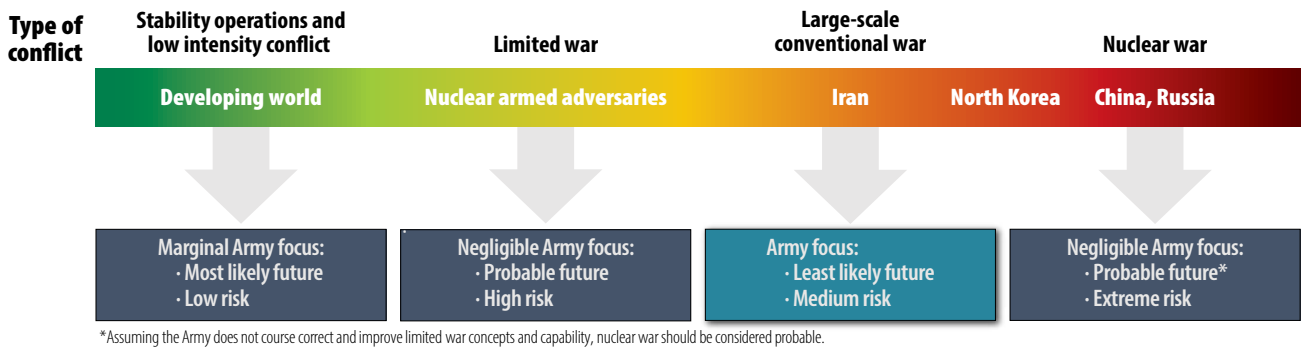 Type of
conflict
Stability operations and
low intensity conflict
Limited war
Large-scale
conventional war
Nuclear war
Developing world
Nuclear armed adversaries
Iran
North Korea
China, Russia
Marginal Army focus:
· Most likely future
· Low risk
Negligible Army focus:
· Probable future
· High risk
Army focus:
· Least likely future
· Medium risk
Negligible Army focus:
· Probable future*
· Extreme risk
*Assuming the Army does not course correct and improve limited war concepts and capability, nuclear war should be considered probable.